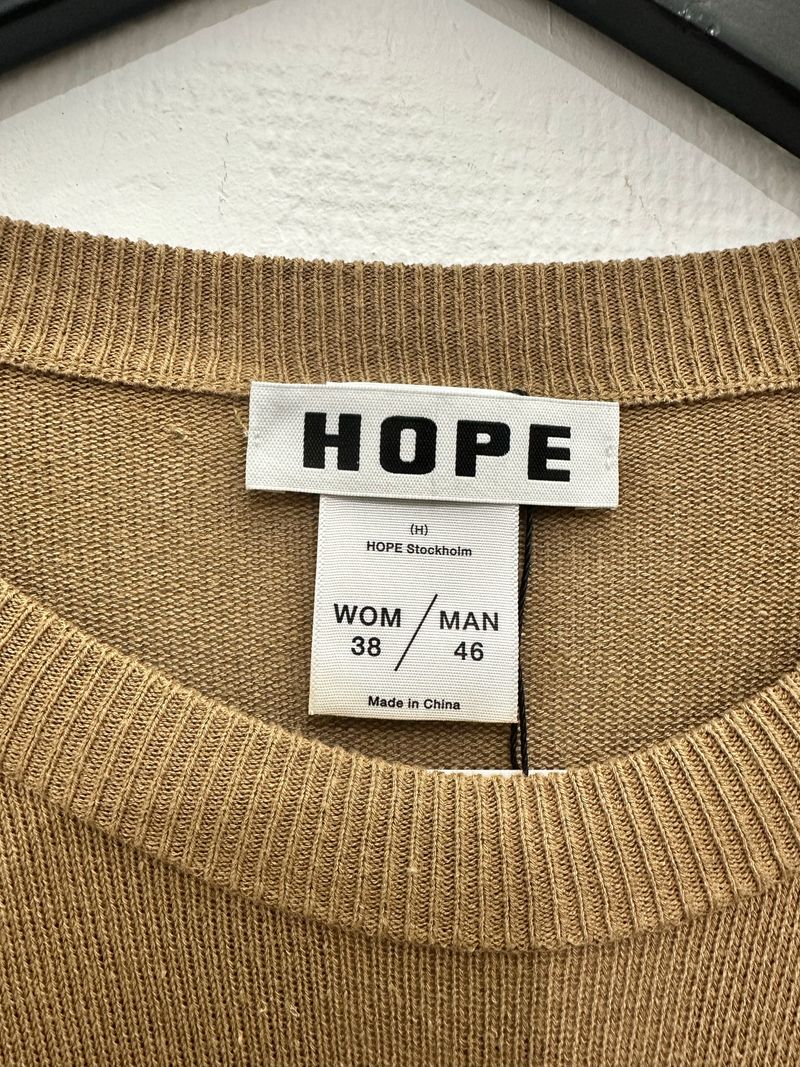 HOPE
(H)
HOPE Stockholm
WOM / MAN
38 / 46
Made in China